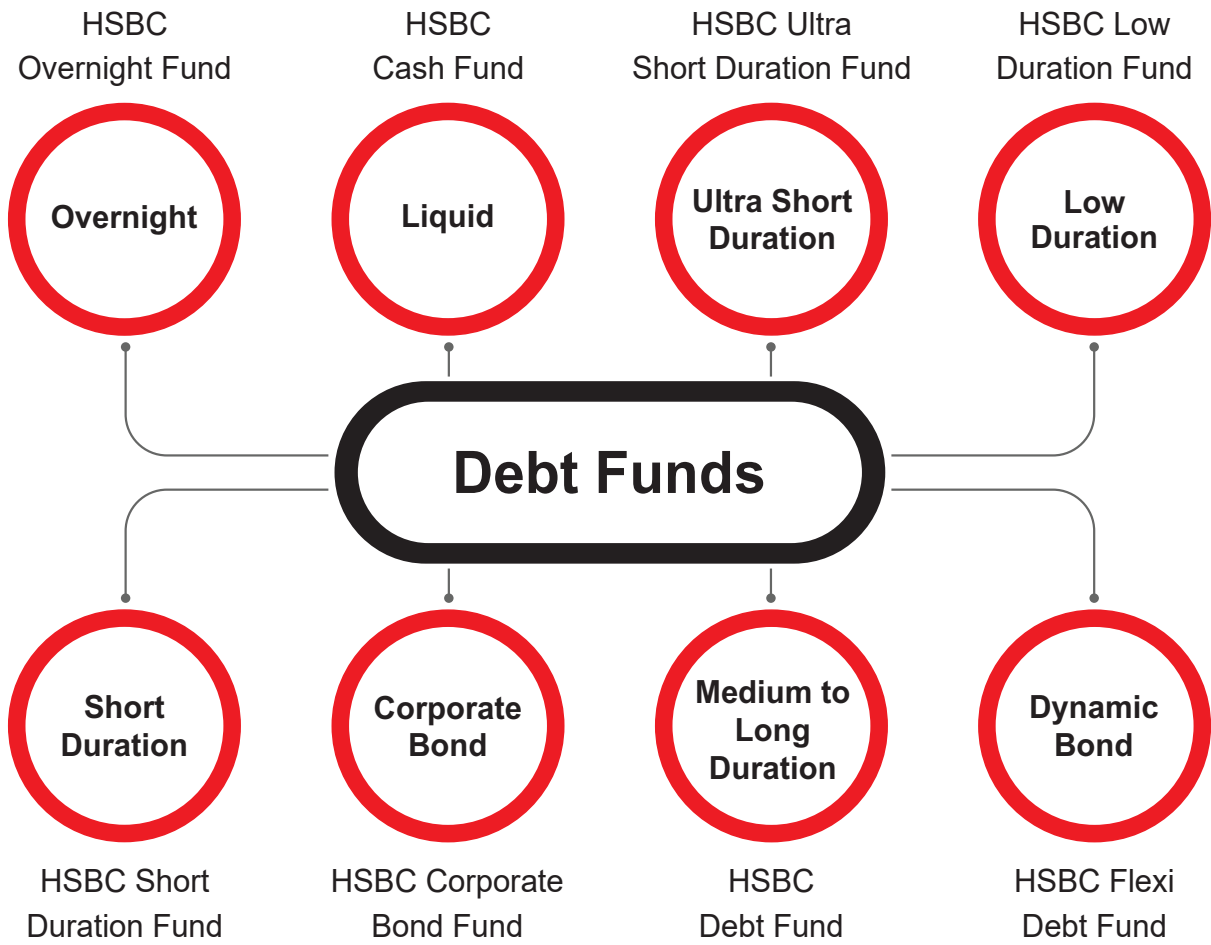 HSBC
Overnight Fund
HSBC
Cash Fund
HSBC Ultra
Short Duration Fund
HSBC Low
Duration Fund
Overnight
Liquid
Ultra Short
Duration
Low
Duration
Debt Funds
Short
Duration
Corporate
Bond
Medium to
Long
Duration
Dynamic
Bond
HSBC Short
Duration Fund
HSBC Corporate
Bond Fund
HSBC
Debt Fund
HSBC Flexi
Debt Fund